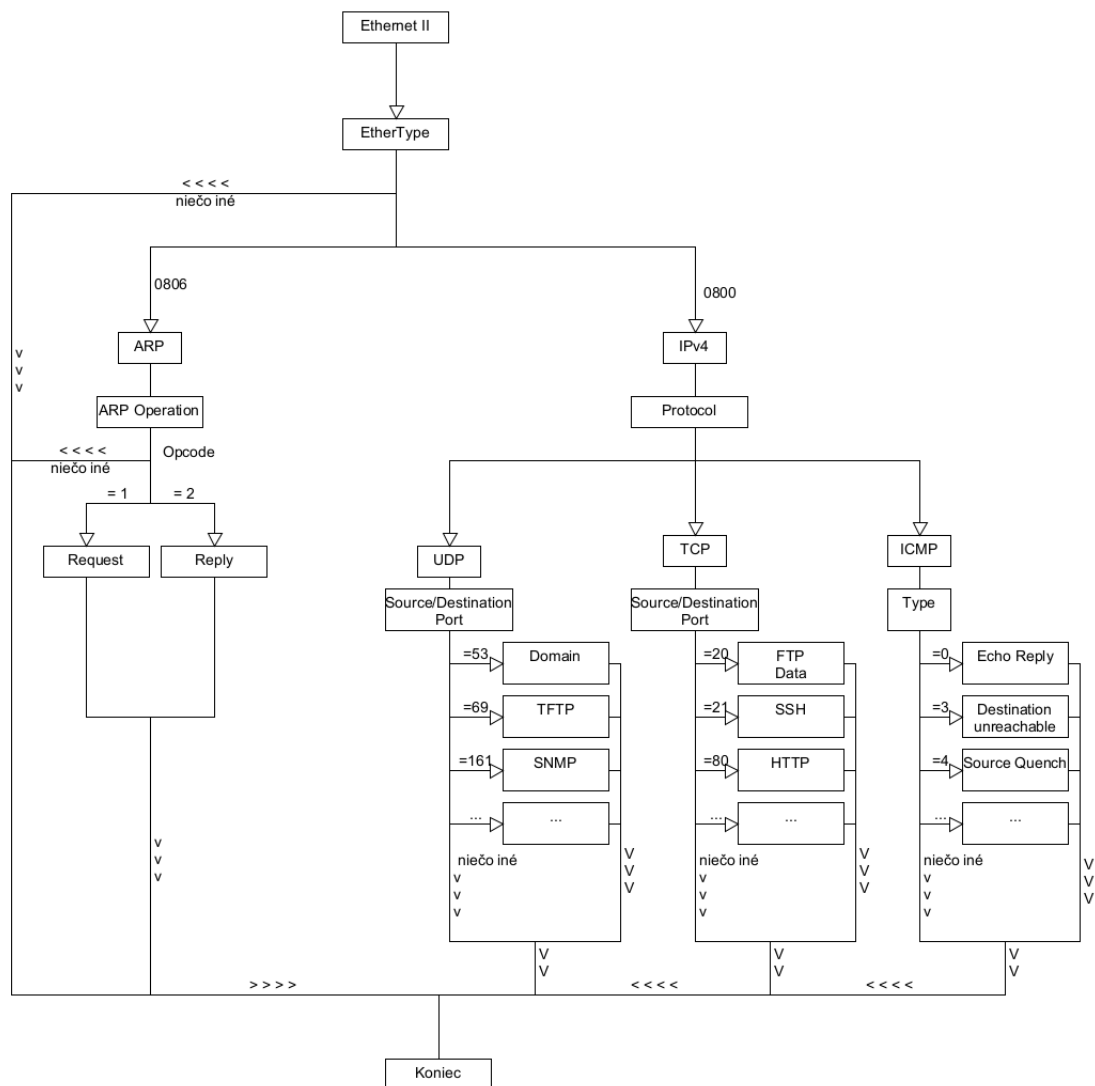 Ethernet II
EtherType
< < < <
niečo iné
0806
0800
ARP
IPv4
v
v
v
ARP Operation
Protocol
< < < <
niečo iné
Opcode
= 1
= 2
Request
Reply
UDP
TCP
ICMP
Source/Destination
Port
Source/Destination
Port
Type
=53
Domain
=69
TFTP
=161
SNMP
...
...
niečo iné
v
v
v
V
V
V
=20
FTP
Data
=21
SSH
=80
HTTP
...
...
niečo iné
v
v
v
V
V
V
=0
Echo Reply
=3
Destination
unreachable
=4
Source Quench
...
...
niečo iné
v
v
v
V
V
V
v
v
v
V
V
V
V
V
V
> > > >
< < < <
< < < <
Koniec